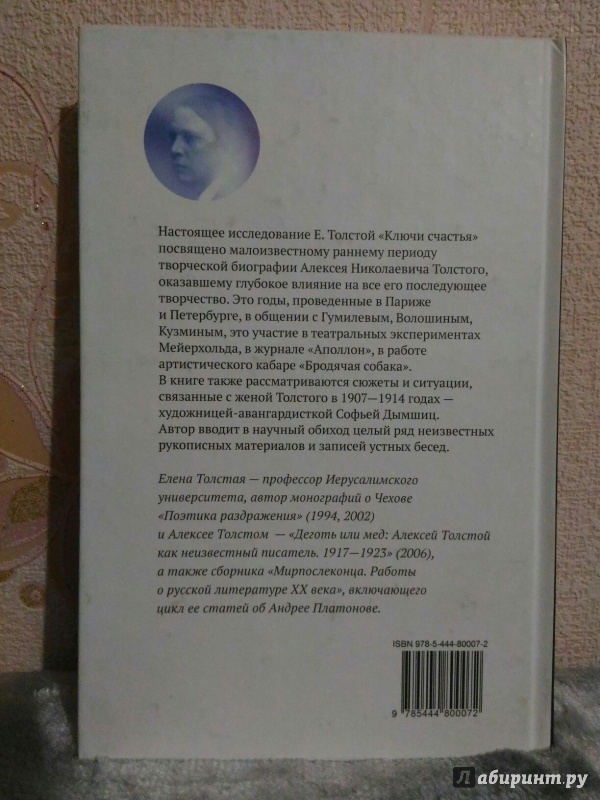 Настоящее исследование Е. Толстой «Ключи счастья»
посвящено малоизвестному раннему периоду
творческой биографии Алексея Николаевича Толстого,
оказавшему глубокое влияние на все его последующее
творчество. Это годы, проведенные в Париже
и Петербурге, в общении с Гумилевым, Волошиным,
Кузминым, это участие в театральных экспериментах
Мейерхольда, в журнале «Аполлон», в работе
артистического кабаре «Бродячая собака».
В книге также рассматриваются сюжеты и ситуации,
связанные с женой Толстого в 1907—1914 годах —
художницей-авангардисткой Софьей Дымшиц.
Автор вводит в научный обиход целый ряд неизвестных
рукописных материалов и записей устных бесед.
Елена Толстая — профессор Иерусалимского
университета, автор монографий о Чехове
«Поэтика раздражения» (1994, 2002)
и Алексее Толстом — «Деготь или мед: Алексей Толстой
как неизвестный писатель. 1917—1923» (2006),
а также сборника «Мирпослеконца. Работы
о русской литературе XX века», включающего
цикл ее статей об Андрее Платонове.
ISBN 978-5-444-80007-2
9 785444 800072
Лабиринт.ру